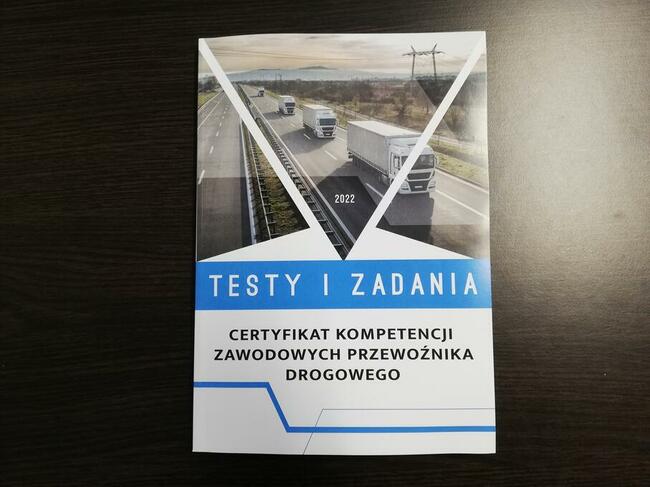 2022
TESTY I ZADANIA
CERTYFIKAT KOMPETENCJI
ZAWODOWYCH PRZEWOŹNIKA
DROGOWEGO